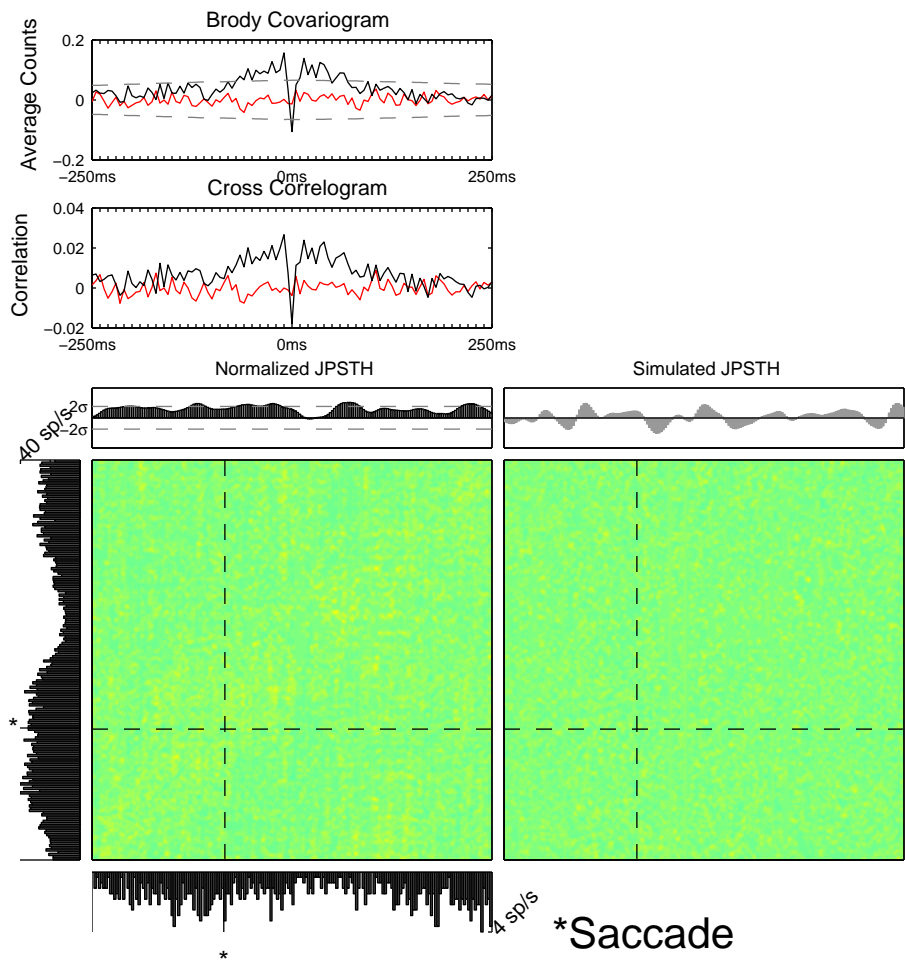 Brody Covariogram
Average Counts
0.2
0
−0.2
−250ms
0ms
250ms
Cross Correlogram
Correlation
0.04
0.02
0
−0.02
−250ms
0ms
250ms
Normalized JPSTH
Simulated JPSTH
40 sp/s
2σ
−2σ
*
4 sp/s
*
*Saccade